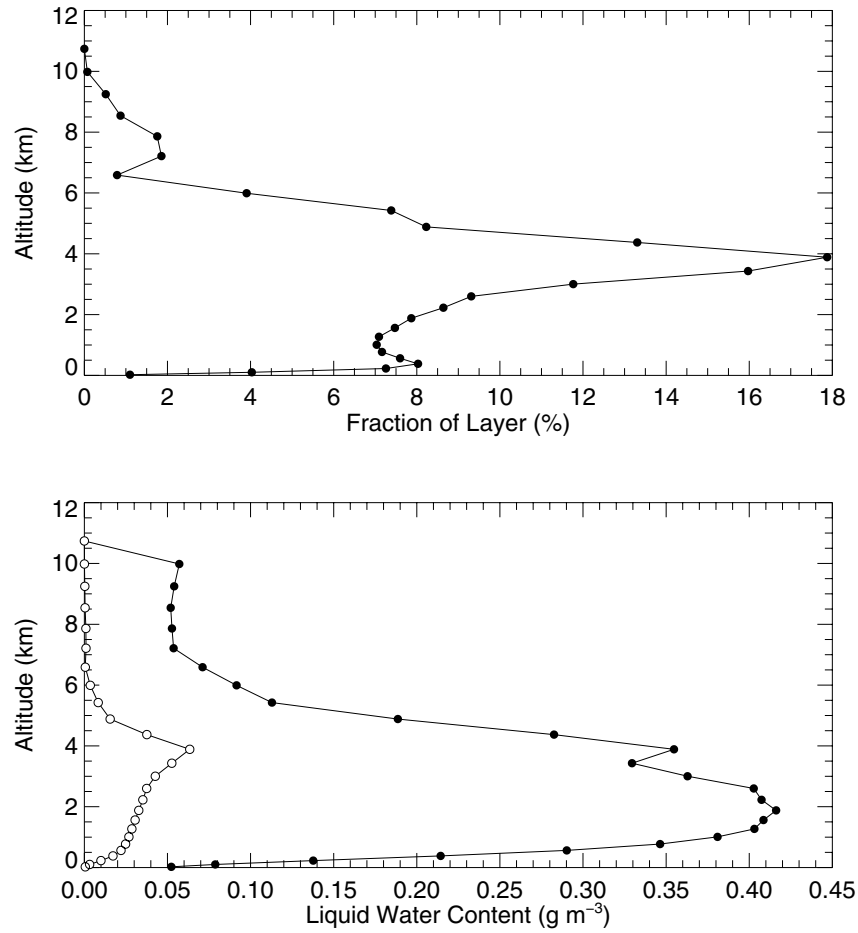 12
10
8
6
4
2
0
Altitude (km)
0 2 4 6 8 10 12 14 16 18
Fraction of Layer (%)
12
10
8
6
4
2
0
Altitude (km)
0.00 0.05 0.10 0.15 0.20 0.25 0.30 0.35 0.40 0.45
Liquid Water Content (g m⁻³)